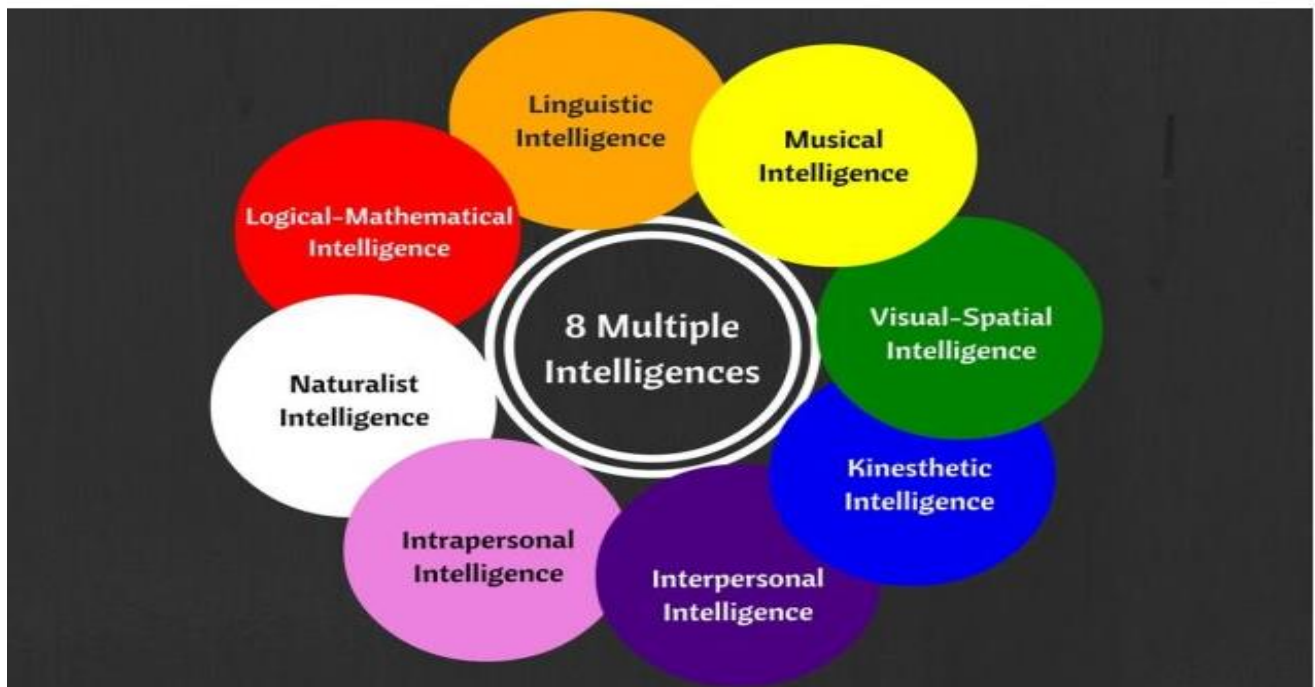 Linguistic
Intelligence
Musical
Intelligence
Logical-Mathematical
Intelligence
Visual-Spatial
Intelligence
8 Multiple
Intelligences
Naturalist
Intelligence
Kinesthetic
Intelligence
Intrapersonal
Intelligence
Interpersonal
Intelligence